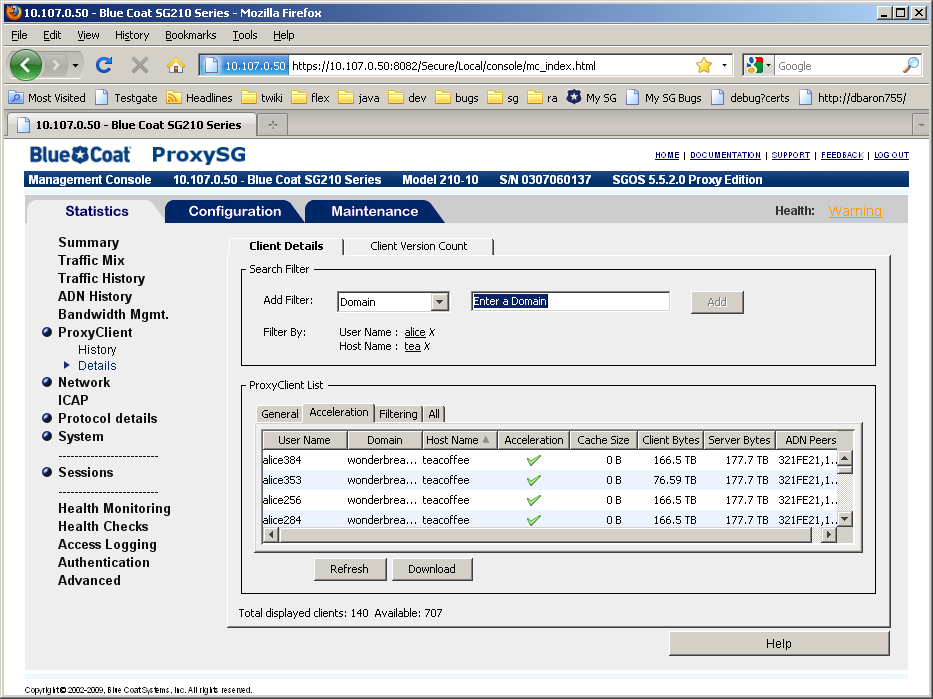 10.107.0.50 - Blue Coat SG210 Series - Mozilla Firefox
File Edit View History Bookmarks Tools Help
10.107.0.50 https://10.107.0.50:8082/Secure/Local/console/mc_index.html Google
Most Visited Testgate Headlines twiki flex java dev bugs sg ra My SG My SG Bugs debug?certs http://dbaron755/
10.107.0.50 - Blue Coat SG210 Series
Blue Coat ProxySG
HOME | DOCUMENTATION | SUPPORT | FEEDBACK | LOG OUT
Management Console 10.107.0.50 - Blue Coat SG210 Series Model 210-10 S/N 0307060137 SGOS 5.5.2.0 Proxy Edition
Statistics Configuration Maintenance Health: Warning
Summary
Traffic Mix
Traffic History
ADN History
Bandwidth Mgmt.
ProxyClient
History
Details
Network
ICAP
Protocol details
System
-------------------------
Sessions
-------------------------
Health Monitoring
Health Checks
Access Logging
Authentication
Advanced
Client Details Client Version Count
Search Filter
Add Filter: Domain Enter a Domain Add
Filter By: User Name : alice X
Host Name : tea X
ProxyClient List
General Acceleration Filtering All
User Name Domain Host Name Acceleration Cache Size Client Bytes Server Bytes ADN Peers
alice384 wonderbrea... teacoffee 0 B 166.5 TB 177.7 TB 321FE21,1..
alice353 wonderbrea... teacoffee 0 B 76.59 TB 177.7 TB 321FE21,1..
alice256 wonderbrea... teacoffee 0 B 166.5 TB 177.7 TB 321FE21,1..
alice284 wonderbrea... teacoffee 0 B 166.5 TB 177.7 TB 321FE21,1..
Refresh Download
Total displayed clients: 140 Available: 707
Help
Copyright© 2002-2009, Blue Coat Systems, Inc. All rights reserved.